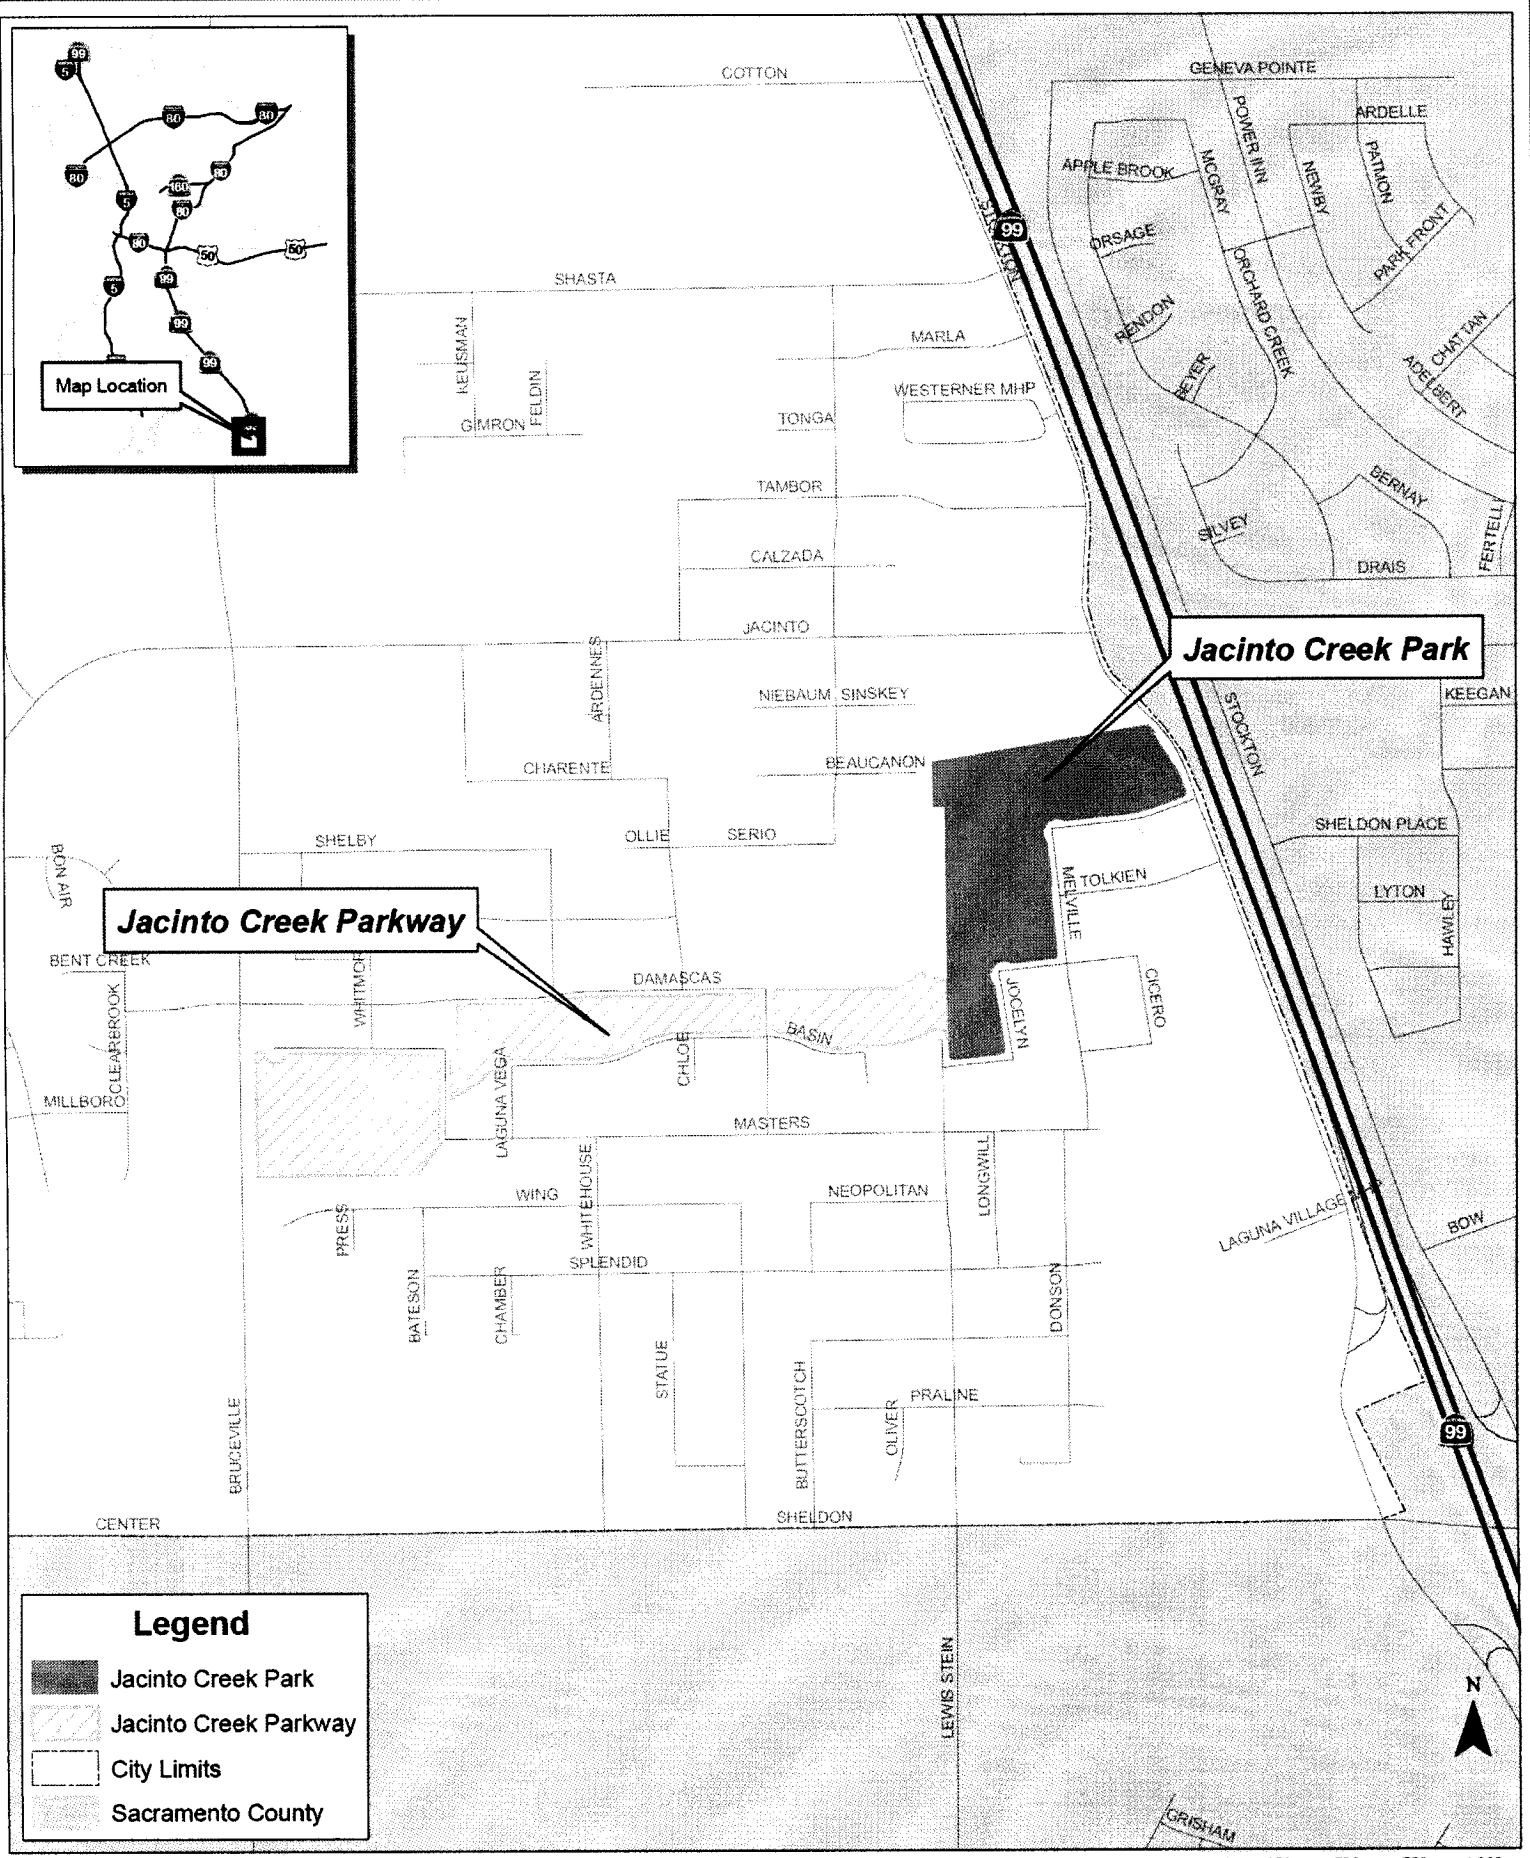 99
5
80
80
80
80
160
5
80
80
50
50
99
5
99
99
Map Location
COTTON
GENEVA POINTE
ARDELLE
POWER INN
PATMON
APPLE BROOK
MCGRAY
NEWBY
99
STOCKTON
ORSAGE
PARK FRONT
ORCHARD CREEK
SHASTA
RENDON
KEUSMAN
MARLA
CHATTAN
BEYER
ADELBERT
FELDIN
WESTERNER MHP
GIMRON
TONGA
TAMBOR
BERNAY
SILVEY
FERTELLI
CALZADA
DRAIS
JACINTO
Jacinto Creek Park
ARDENNES
NIEBAUM SINSKEY
KEEGAN
STOCKTON
CHARENTE
BEAUCANON
SHELBY
OLLIE
SERIO
SHELDON PLACE
BON AIR
MELVILLE
TOLKIEN
LYTON
HAWLEY
Jacinto Creek Parkway
BENT CREEK
WHITMOR
DAMASCAS
CLEARBROOK
JOCELYN
CICERO
BASIN
CHLOE
LAGUNA VEGA
MILLBORO
MASTERS
WHITEHOUSE
LONGWILL
WING
NEOPOLITAN
PRESS
LAGUNA VILLAGE
BOW
SPLENDID
BATESON
CHAMBER
DONSON
STATUE
BUTTERSCOTCH
PRALINE
OLIVER
BRUCEVILLE
99
CENTER
SHELDON
Legend
Jacinto Creek Park
Jacinto Creek Parkway
City Limits
Sacramento County
LEWIS STEIN
N
GRISHAM